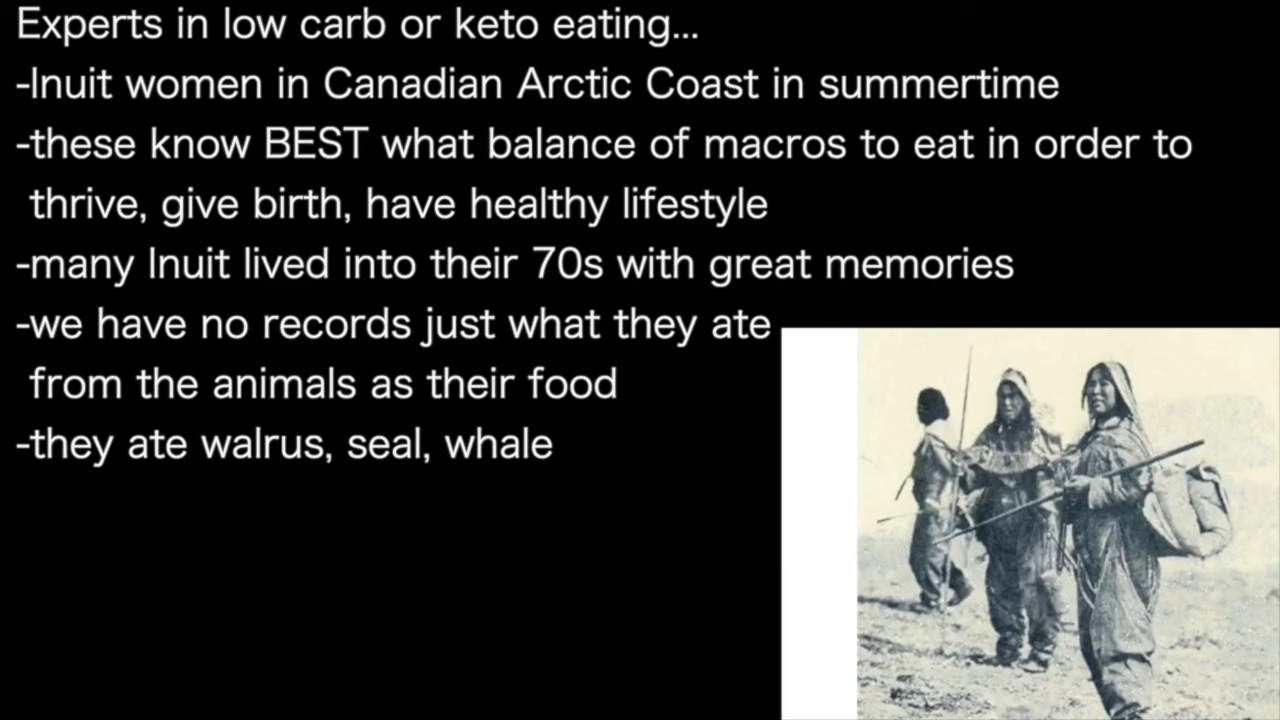 Experts in low carb or keto eating...
-Inuit women in Canadian Arctic Coast in summertime
-these know BEST what balance of macros to eat in order to
thrive, give birth, have healthy lifestyle
-many Inuit lived into their 70s with great memories
-we have no records just what they ate
from the animals as their food
-they ate walrus, seal, whale